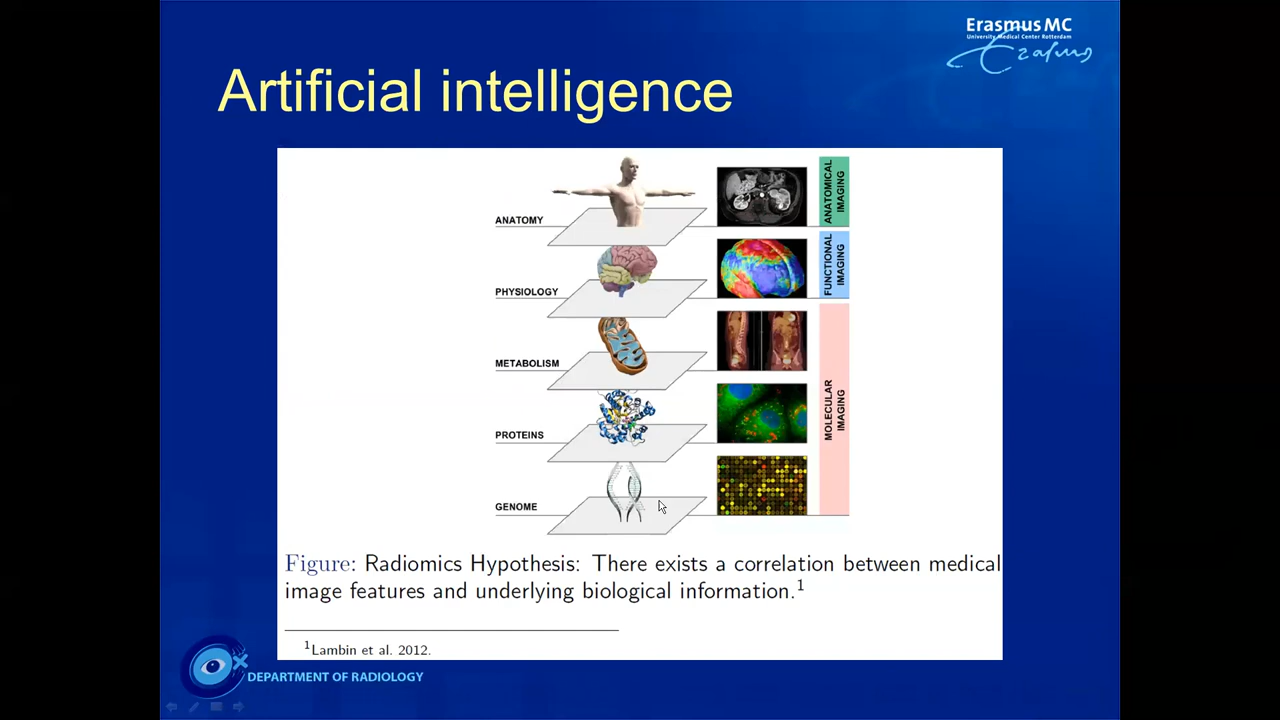 Erasmus MC
University Medical Center Rotterdam
Erasmus
Artificial intelligence
ANATOMY
ANATOMICAL
IMAGING
PHYSIOLOGY
FUNCTIONAL
IMAGING
METABOLISM
MOLECULAR
IMAGING
PROTEINS
GENOME
Figure: Radiomics Hypothesis: There exists a correlation between medical
image features and underlying biological information.1
1Lambin et al. 2012.
DEPARTMENT OF RADIOLOGY